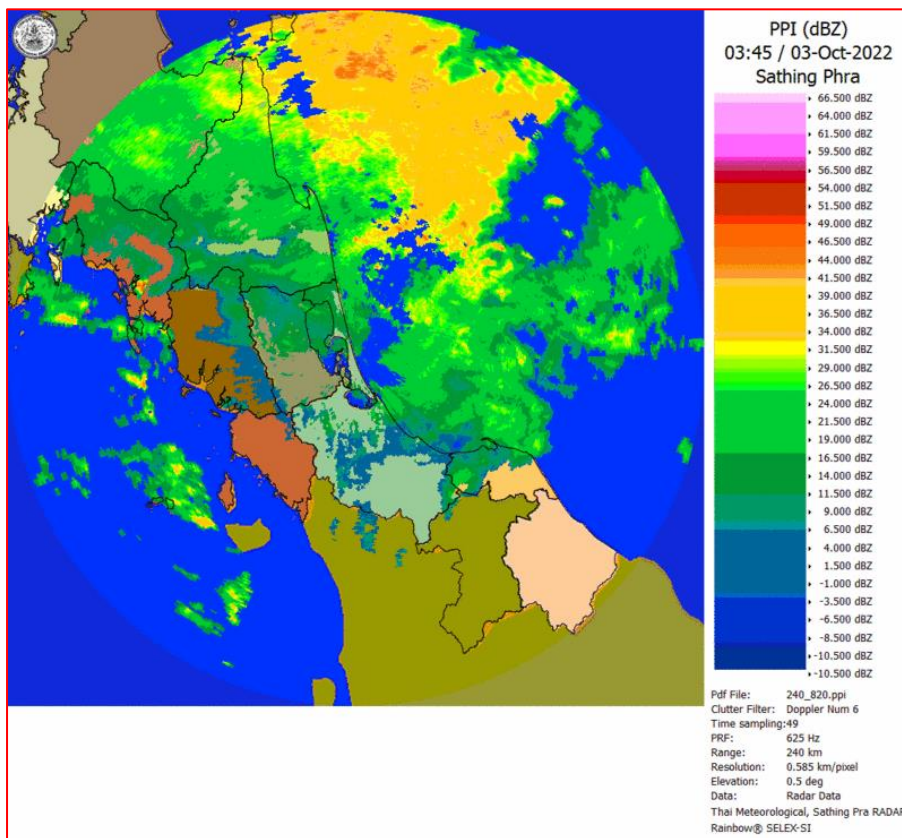 PPI (dBZ)
03:45 / 03-Oct-2022
Sathing Phra
66.500 dBZ
64.000 dBZ
61.500 dBZ
59.500 dBZ
56.500 dBZ
54.000 dBZ
51.500 dBZ
49.000 dBZ
46.500 dBZ
44.000 dBZ
41.500 dBZ
39.000 dBZ
36.500 dBZ
34.000 dBZ
31.500 dBZ
29.000 dBZ
26.500 dBZ
24.000 dBZ
21.500 dBZ
19.000 dBZ
16.500 dBZ
14.000 dBZ
11.500 dBZ
9.000 dBZ
6.500 dBZ
4.000 dBZ
1.500 dBZ
-1.000 dBZ
-3.500 dBZ
-6.500 dBZ
-8.500 dBZ
-10.500 dBZ
-10.500 dBZ
Pdf File: 240_820.ppi
Clutter Filter: Doppler Num 6
Time sampling:49
PRF: 625 Hz
Range: 240 km
Resolution: 0.585 km/pixel
Elevation: 0.5 deg
Data: Radar Data
Thai Meteorological, Sathing Pra RADAR
Rainbow® SELEX-SI